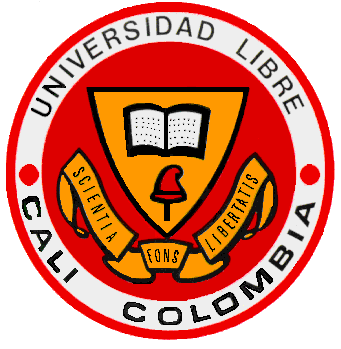 UNIVERSIDAD LIBRE
SCIENTIA
FONS
LIBERTATIS
CALI COLOMBIA